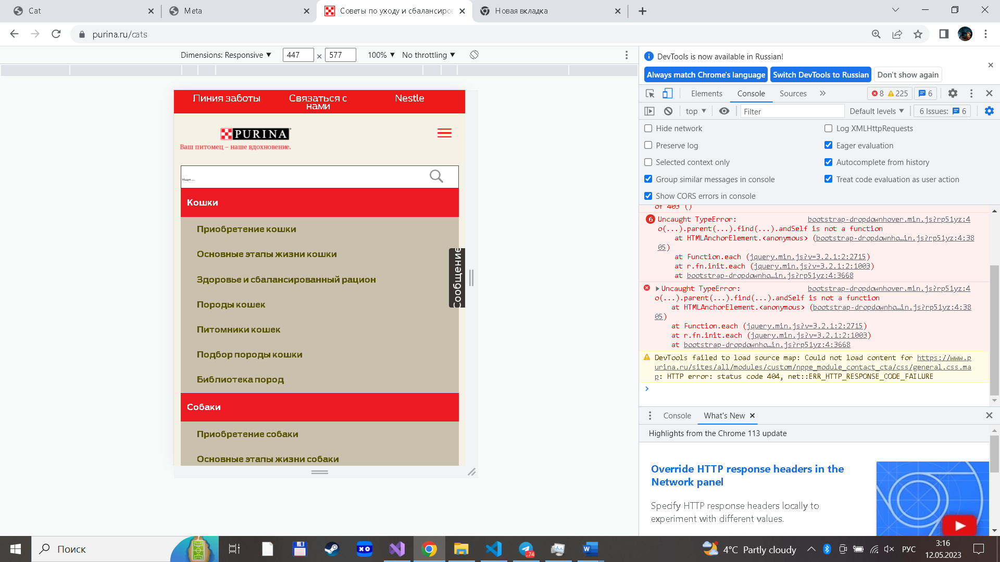 Cat
Meta
Советы по уходу и сбалансиров
Новая вкладка
purina.ru/cats
Dimensions: Responsive ▼ 447 × 577 100% ▼ No throttling ▼
DevTools is now available in Russian!
Always match Chrome's language
Switch DevTools to Russian
Don't show again
Elements
Console
Sources
8 225
6
top ▼
Filter
Default levels ▼
6 Issues: 6
Hide network
Log XMLHttpRequests
Preserve log
Eager evaluation
Selected context only
Autocomplete from history
Group similar messages in console
Treat code evaluation as user action
Show CORS errors in console
of 403 ()
6 Uncaught TypeError: bootstrap-dropdownhover.min.js?rp51yz:4
o(...).parent(...).find(...).andSelf is not a function
at HTMLAnchorElement.<anonymous> (bootstrap-dropdownho…in.js?rp51yz:4:38
05)
at Function.each (jquery.min.js?v=3.2.1:2:2715)
at r.fn.init.each (jquery.min.js?v=3.2.1:2:1003)
at bootstrap-dropdownho…in.js?rp51yz:4:3668
Uncaught TypeError: bootstrap-dropdownhover.min.js?rp51yz:4
o(...).parent(...).find(...).andSelf is not a function
at HTMLAnchorElement.<anonymous> (bootstrap-dropdownho…in.js?rp51yz:4:38
05)
at Function.each (jquery.min.js?v=3.2.1:2:2715)
at r.fn.init.each (jquery.min.js?v=3.2.1:2:1003)
at bootstrap-dropdownho…in.js?rp51yz:4:3668
DevTools failed to load source map: Could not load content for https://www.p
urina.ru/sites/all/modules/custom/nppe_module_contact_cta/css/general.css.ma
p: HTTP error: status code 404, net::ERR_HTTP_RESPONSE_CODE_FAILURE
Console
What's New
Highlights from the Chrome 113 update
Override HTTP response headers in the
Network panel
Specify HTTP response headers locally to
experiment with different values.
Линия заботы
Связаться с
нами
Nestle
PURINA
Ваш питомец – наше вдохновение.
Ищи...
Кошки
Приобретение кошки
Основные этапы жизни кошки
Здоровье и сбалансированный рацион
Породы кошек
Питомники кошек
Подбор породы кошки
Библиотека пород
Собаки
Приобретение собаки
Основные этапы жизни собаки
Сообщение
Поиск
74
4°C Partly cloudy
РУС
3:16
12.05.2023